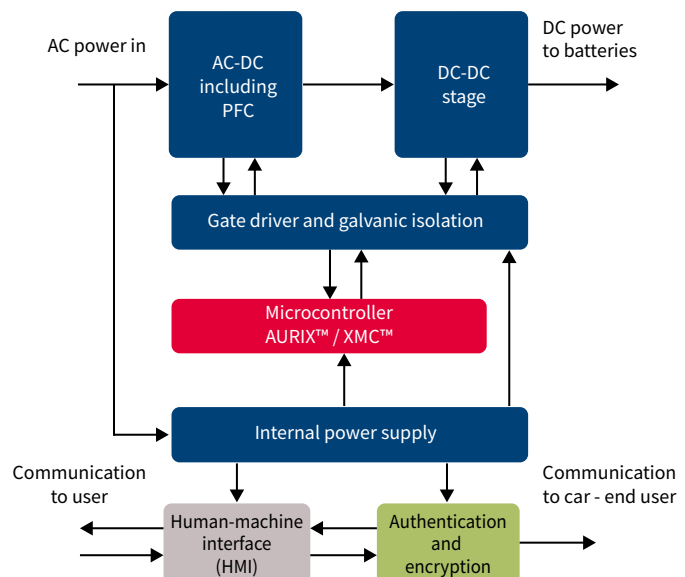 AC power in
AC-DC
including
PFC
DC-DC
stage
DC power
to batteries
Gate driver and galvanic isolation
Microcontroller
AURIX™ / XMC™
Internal power supply
Communication
to user
Communication
to car - end user
Human-machine
interface
(HMI)
Authentication
and
encryption